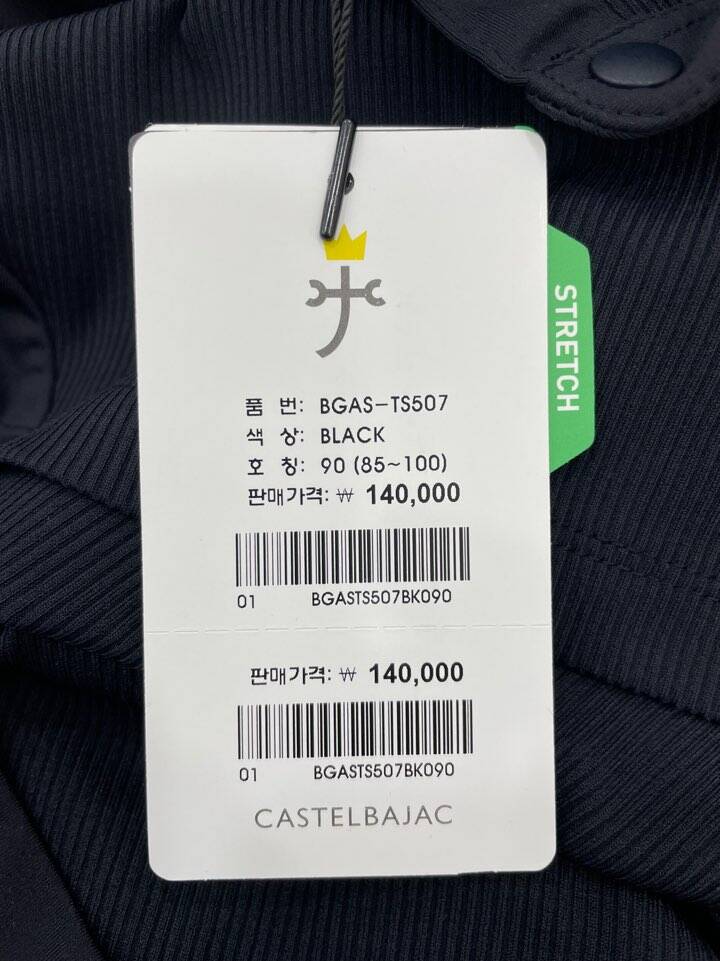 품 번: BGAS-TS507
색 상: BLACK
호 칭: 90 (85~100)
판매가격: ₩ 140,000
01 BGASTS507BK090
판매가격: ₩ 140,000
01 BGASTS507BK090
CASTELBAJAC
STRETCH